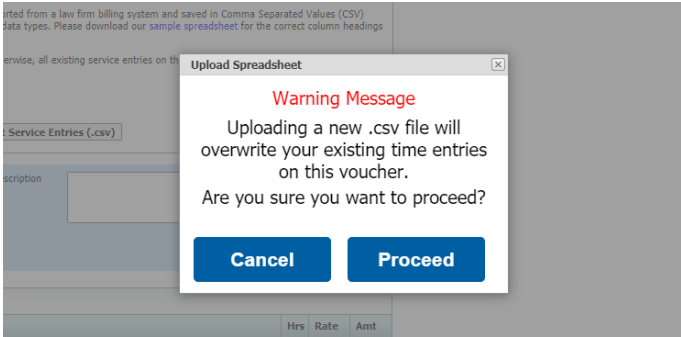 orted from a law firm billing system and saved in Comma Separated Values (CSV)
data types. Please download our sample spreadsheet for the correct column headings
erwise, all existing service entries on th
Upload Spreadsheet
Warning Message
Uploading a new .csv file will
overwrite your existing time entries
on this voucher.
Are you sure you want to proceed?
Cancel Proceed
t Service Entries (.csv)
scription
Hrs Rate Amt